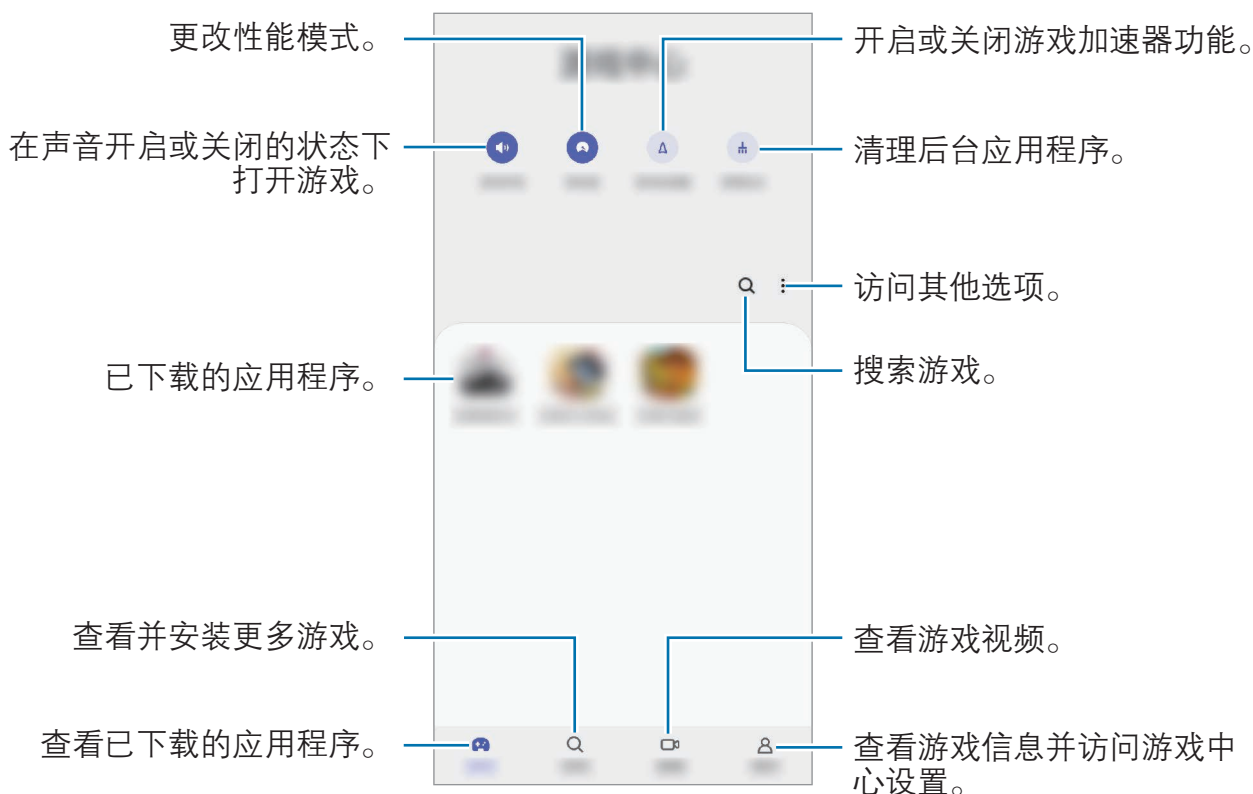 更改性能模式。
开启或关闭游戏加速器功能。
在声音开启或关闭的状态下
打开游戏。
清理后台应用程序。
访问其他选项。
已下载的应用程序。
搜索游戏。
查看并安装更多游戏。
查看游戏视频。
查看已下载的应用程序。
查看游戏信息并访问游戏中
心设置。